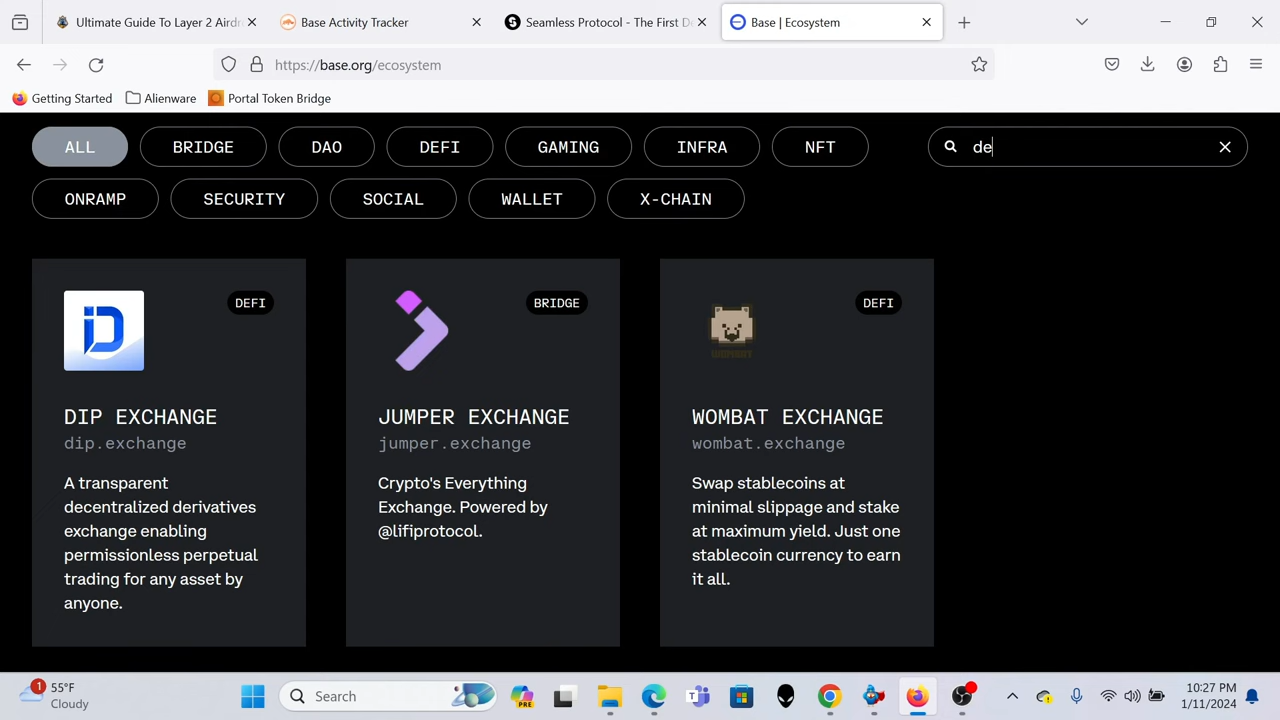 Ultimate Guide To Layer 2 Airdr
Base Activity Tracker
Seamless Protocol - The First De
Base | Ecosystem
https://base.org/ecosystem
Getting Started
Alienware
Portal Token Bridge
ALL
BRIDGE
DAO
DEFI
GAMING
INFRA
NFT
de
ONRAMP
SECURITY
SOCIAL
WALLET
X-CHAIN
DEFI
DIP EXCHANGE
dip.exchange
A transparent
decentralized derivatives
exchange enabling
permissionless perpetual
trading for any asset by
anyone.
BRIDGE
JUMPER EXCHANGE
jumper.exchange
Crypto's Everything
Exchange. Powered by
@lifiprotocol.
DEFI
WOMBAT EXCHANGE
wombat.exchange
Swap stablecoins at
minimal slippage and stake
at maximum yield. Just one
stablecoin currency to earn
it all.
1
55°F
Cloudy
Search
PRE
10:27 PM
1/11/2024